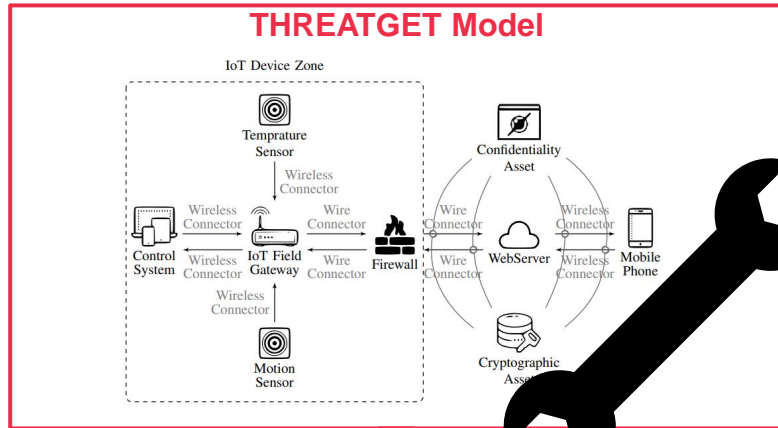 THREATGET Model
IoT Device Zone
Temprature
Sensor
Confidentiality
Asset
Wireless
Connector
Wireless
Connector
Wire
Connector
Wire
Connector
Wireless
Connector
Control
System
Wireless
Connector
IoT Field
Gateway
Wire
Connector
Firewall
Wire
Connector
WebServer
Wireless
Connector
Mobile
Phone
Wireless
Connector
Motion
Sensor
Cryptographic
Asset